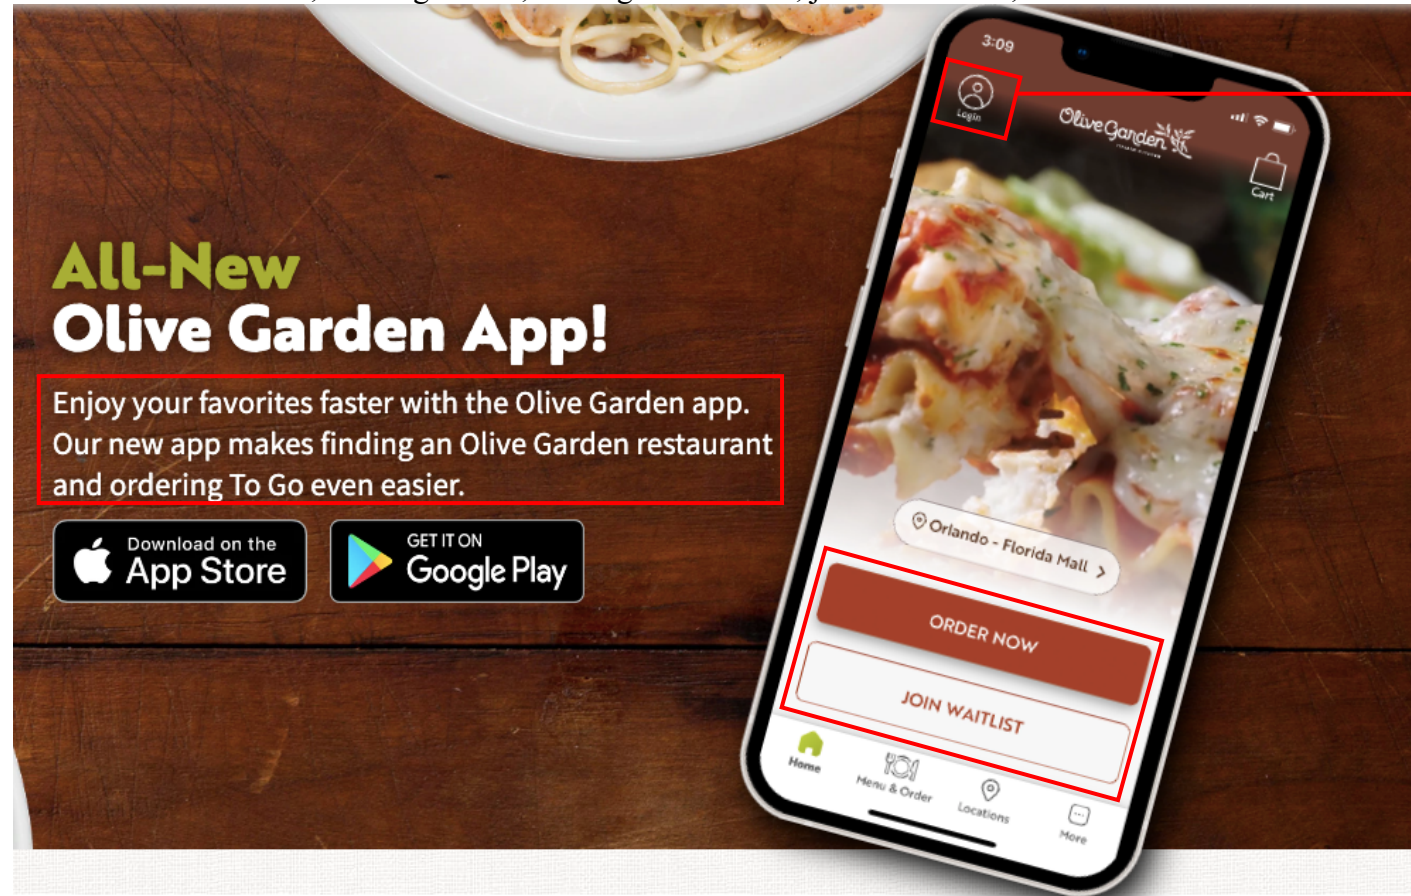 All-New
Olive Garden App!
Enjoy your favorites faster with the Olive Garden app.
Our new app makes finding an Olive Garden restaurant
and ordering To Go even easier.
Download on the
App Store
GET IT ON
Google Play
3:09
Login
Olive Garden
Cart
Orlando - Florida Mall
ORDER NOW
JOIN WAITLIST
Home
Menu & Order
Locations
More